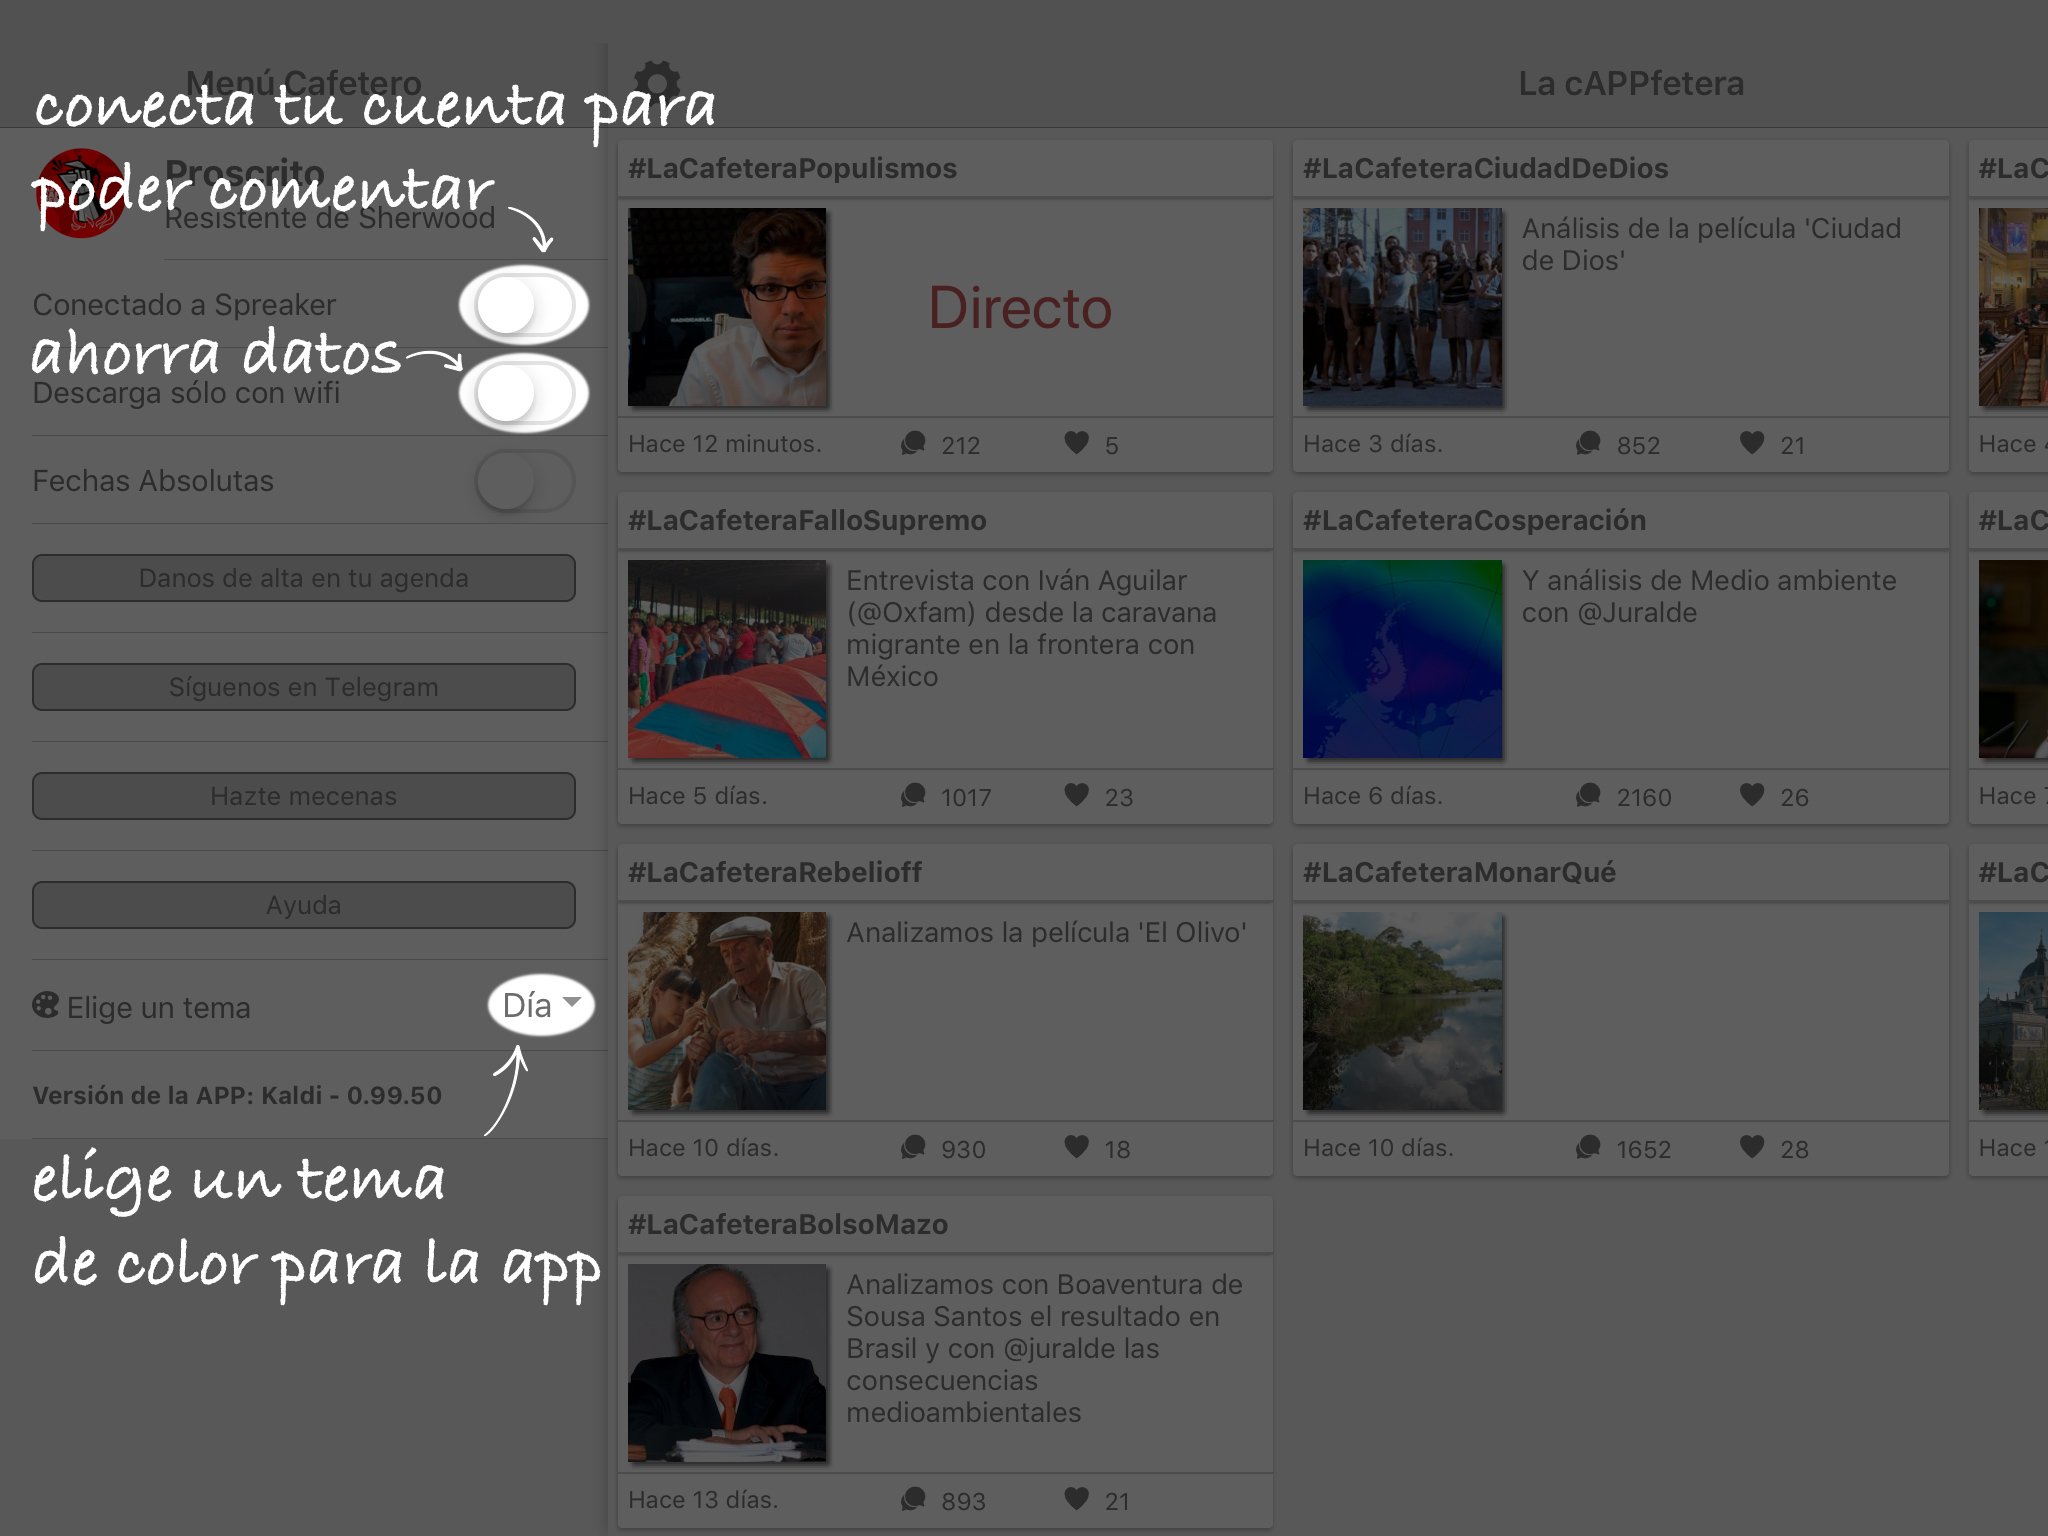 Menú Cafetero
conecta tu cuenta para
Proscrito
poder comentar
Resistente de Sherwood
Conectado a Spreaker
ahorra datos
Descarga sólo con wifi
Fechas Absolutas
Danos de alta en tu agenda
Síguenos en Telegram
Hazte mecenas
Ayuda
Elige un tema
Día
Versión de la APP: Kaldi - 0.99.50
elige un tema
de color para la app
La cAPPfetera
#LaCafeteraPopulismos
Directo
Hace 12 minutos. 212 5
#LaCafeteraCiudadDeDios
Análisis de la película 'Ciudad
de Dios'
Hace 3 días. 852 21
#LaC
Hace
#LaCafeteraFalloSupremo
Entrevista con Iván Aguilar
(@Oxfam) desde la caravana
migrante en la frontera con
México
Hace 5 días. 1017 23
#LaCafeteraCosperación
Y análisis de Medio ambiente
con @Juralde
Hace 6 días. 2160 26
#LaC
Hace
#LaCafeteraRebelioff
Analizamos la película 'El Olivo'
Hace 10 días. 930 18
#LaCafeteraMonarQué
Hace 10 días. 1652 28
#LaC
Hace
#LaCafeteraBolsoMazo
Analizamos con Boaventura de
Sousa Santos el resultado en
Brasil y con @juralde las
consecuencias
medioambientales
Hace 13 días. 893 21